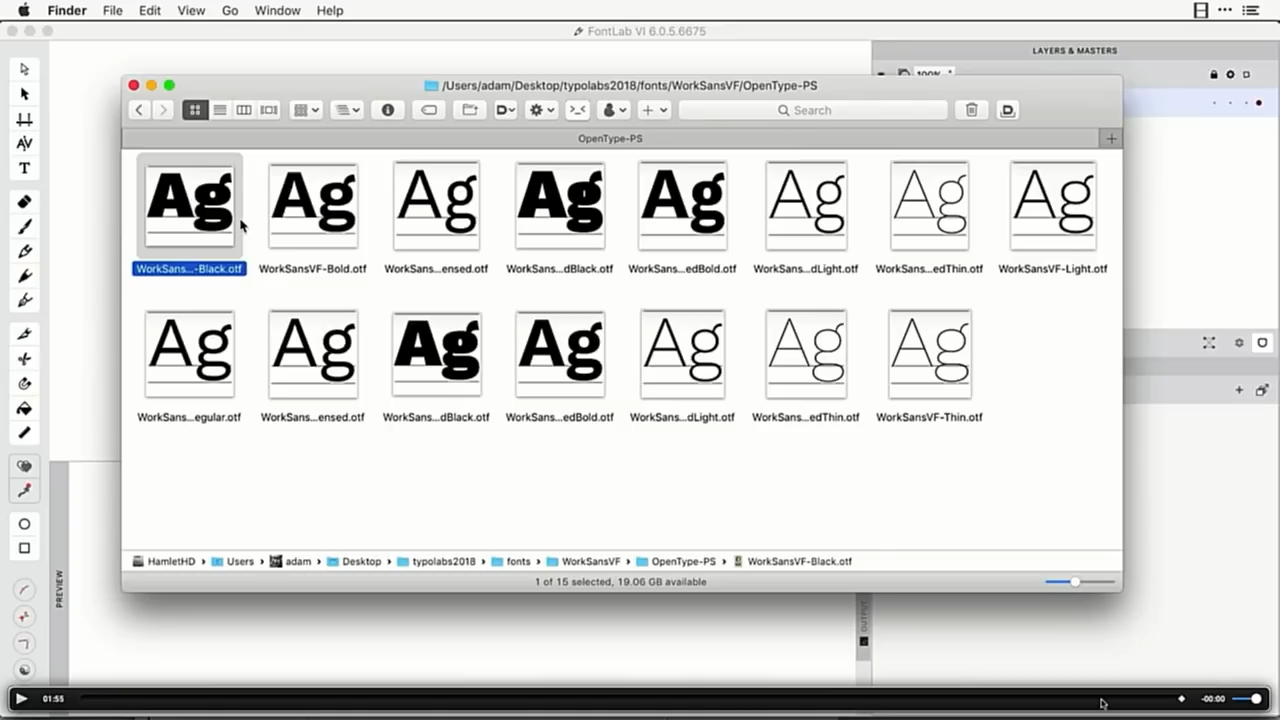 Finder File Edit View Go Window Help
FontLab VI 6.0.5.6675
LAYERS & MASTERS
100%
/Users/adam/Desktop/typolabs2018/fonts/WorkSansVF/OpenType-PS
Search
OpenType-PS
Ag Ag Ag Ag Ag Ag Ag Ag
WorkSans...-Black.otf WorkSansVF-Bold.otf WorkSans...ensed.otf WorkSans...dBlack.otf WorkSans...edBold.otf WorkSans...dLight.otf WorkSans...edThin.otf WorkSansVF-Light.otf
Ag Ag Ag Ag Ag Ag Ag
WorkSans...egular.otf WorkSans...ensed.otf WorkSans...dBlack.otf WorkSans...edBold.otf WorkSans...dLight.otf WorkSans...edThin.otf WorkSansVF-Thin.otf
HamletHD › Users › adam › Desktop › typolabs2018 › fonts › WorkSansVF › OpenType-PS › WorkSansVF-Black.otf
1 of 15 selected, 19.06 GB available
PREVIEW
OUTPUT
01:55 -00:00